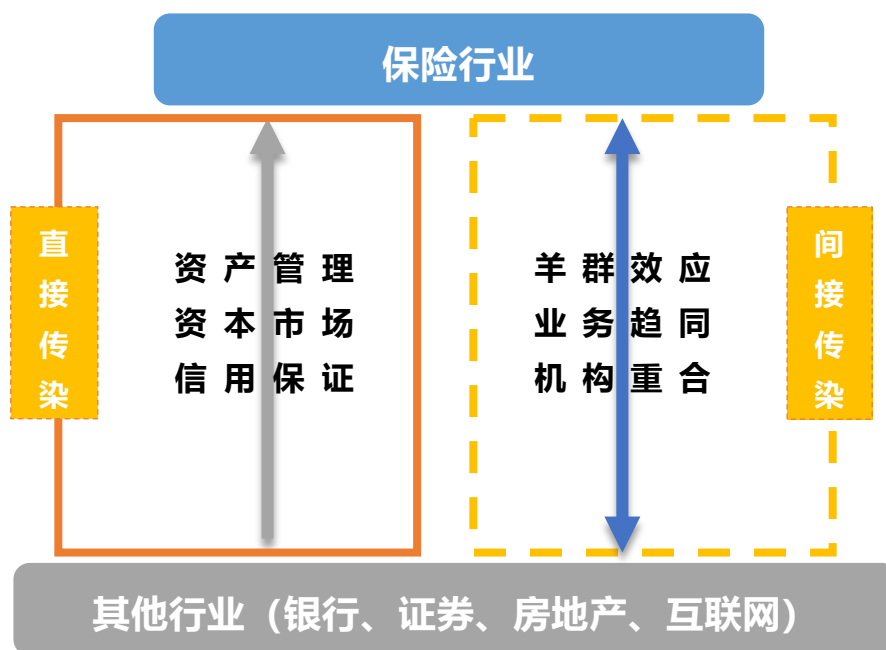 保险行业
直接传染
资产管理
资本市场
信用保证
羊群效应
业务趋同
机构重合
间接传染
其他行业（银行、证券、房地产、互联网）